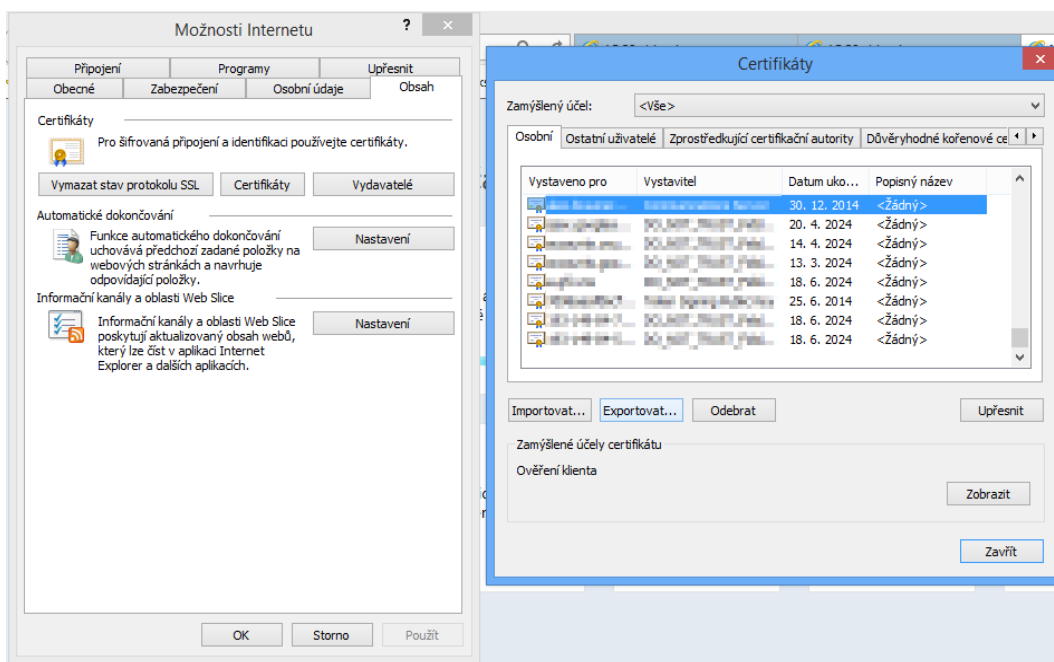 Možnosti Internetu
?
Připojení
Programy
Upřesnit
Obecné
Zabezpečení
Osobní údaje
Obsah
Certifikáty
Pro šifrovaná připojení a identifikaci používejte certifikáty.
Vymazat stav protokolu SSL
Certifikáty
Vydavatelé
Automatické dokončování
Funkce automatického dokončování
uchovává předchozí zadané položky na
webových stránkách a navrhuje
odpovídající položky.
Nastavení
Informační kanály a oblasti Web Slice
Informační kanály a oblasti Web Slice
poskytují aktualizovaný obsah webů,
který lze číst v aplikaci Internet
Explorer a dalších aplikacích.
Nastavení
OK
Storno
Použít
Certifikáty
Zamýšlený účel:
<Vše>
Osobní
Ostatní uživatelé
Zprostředkující certifikační autority
Důvěryhodné kořenové ce
Vystaveno pro
Vystavitel
Datum uko...
Popisný název
30. 12. 2014 <Žádný>
20. 4. 2024 <Žádný>
14. 4. 2024 <Žádný>
13. 3. 2024 <Žádný>
18. 6. 2024 <Žádný>
25. 6. 2014 <Žádný>
18. 6. 2024 <Žádný>
18. 6. 2024 <Žádný>
Importovat...
Exportovat...
Odebrat
Upřesnit
Zamýšlené účely certifikátu
Ověření klienta
Zobrazit
Zavřít